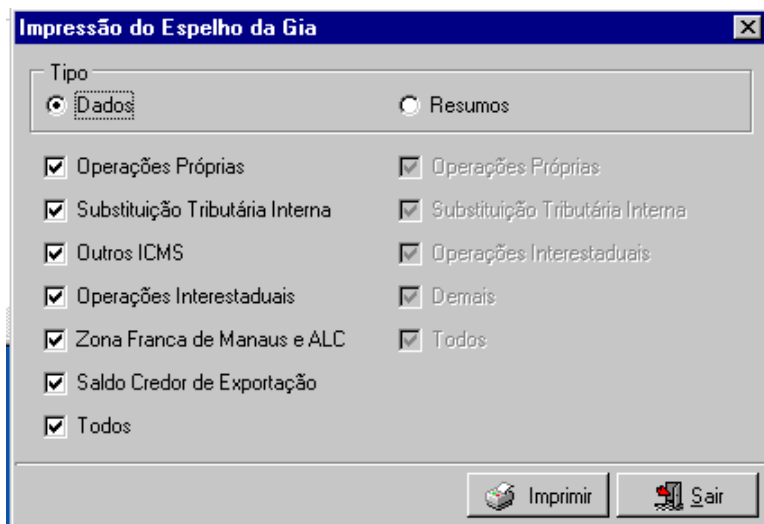 Impressão do Espelho da Gia
Tipo
Dados Resumos
Operações Próprias Operações Próprias
Substituição Tributária Interna Substituição Tributária Interna
Outros ICMS Operações Interestaduais
Operações Interestaduais Demais
Zona Franca de Manaus e ALC Todos
Saldo Credor de Exportação
Todos
Imprimir Sair